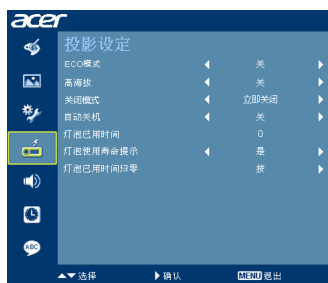 acer
投影设定
ECO模式 关
高海拔 关
关闭模式 立即关闭
自动关机 关
灯泡已用时间 0
灯泡使用寿命提示 是
灯泡已用时间归零 按
ABC
选择 确认 MENU 退出